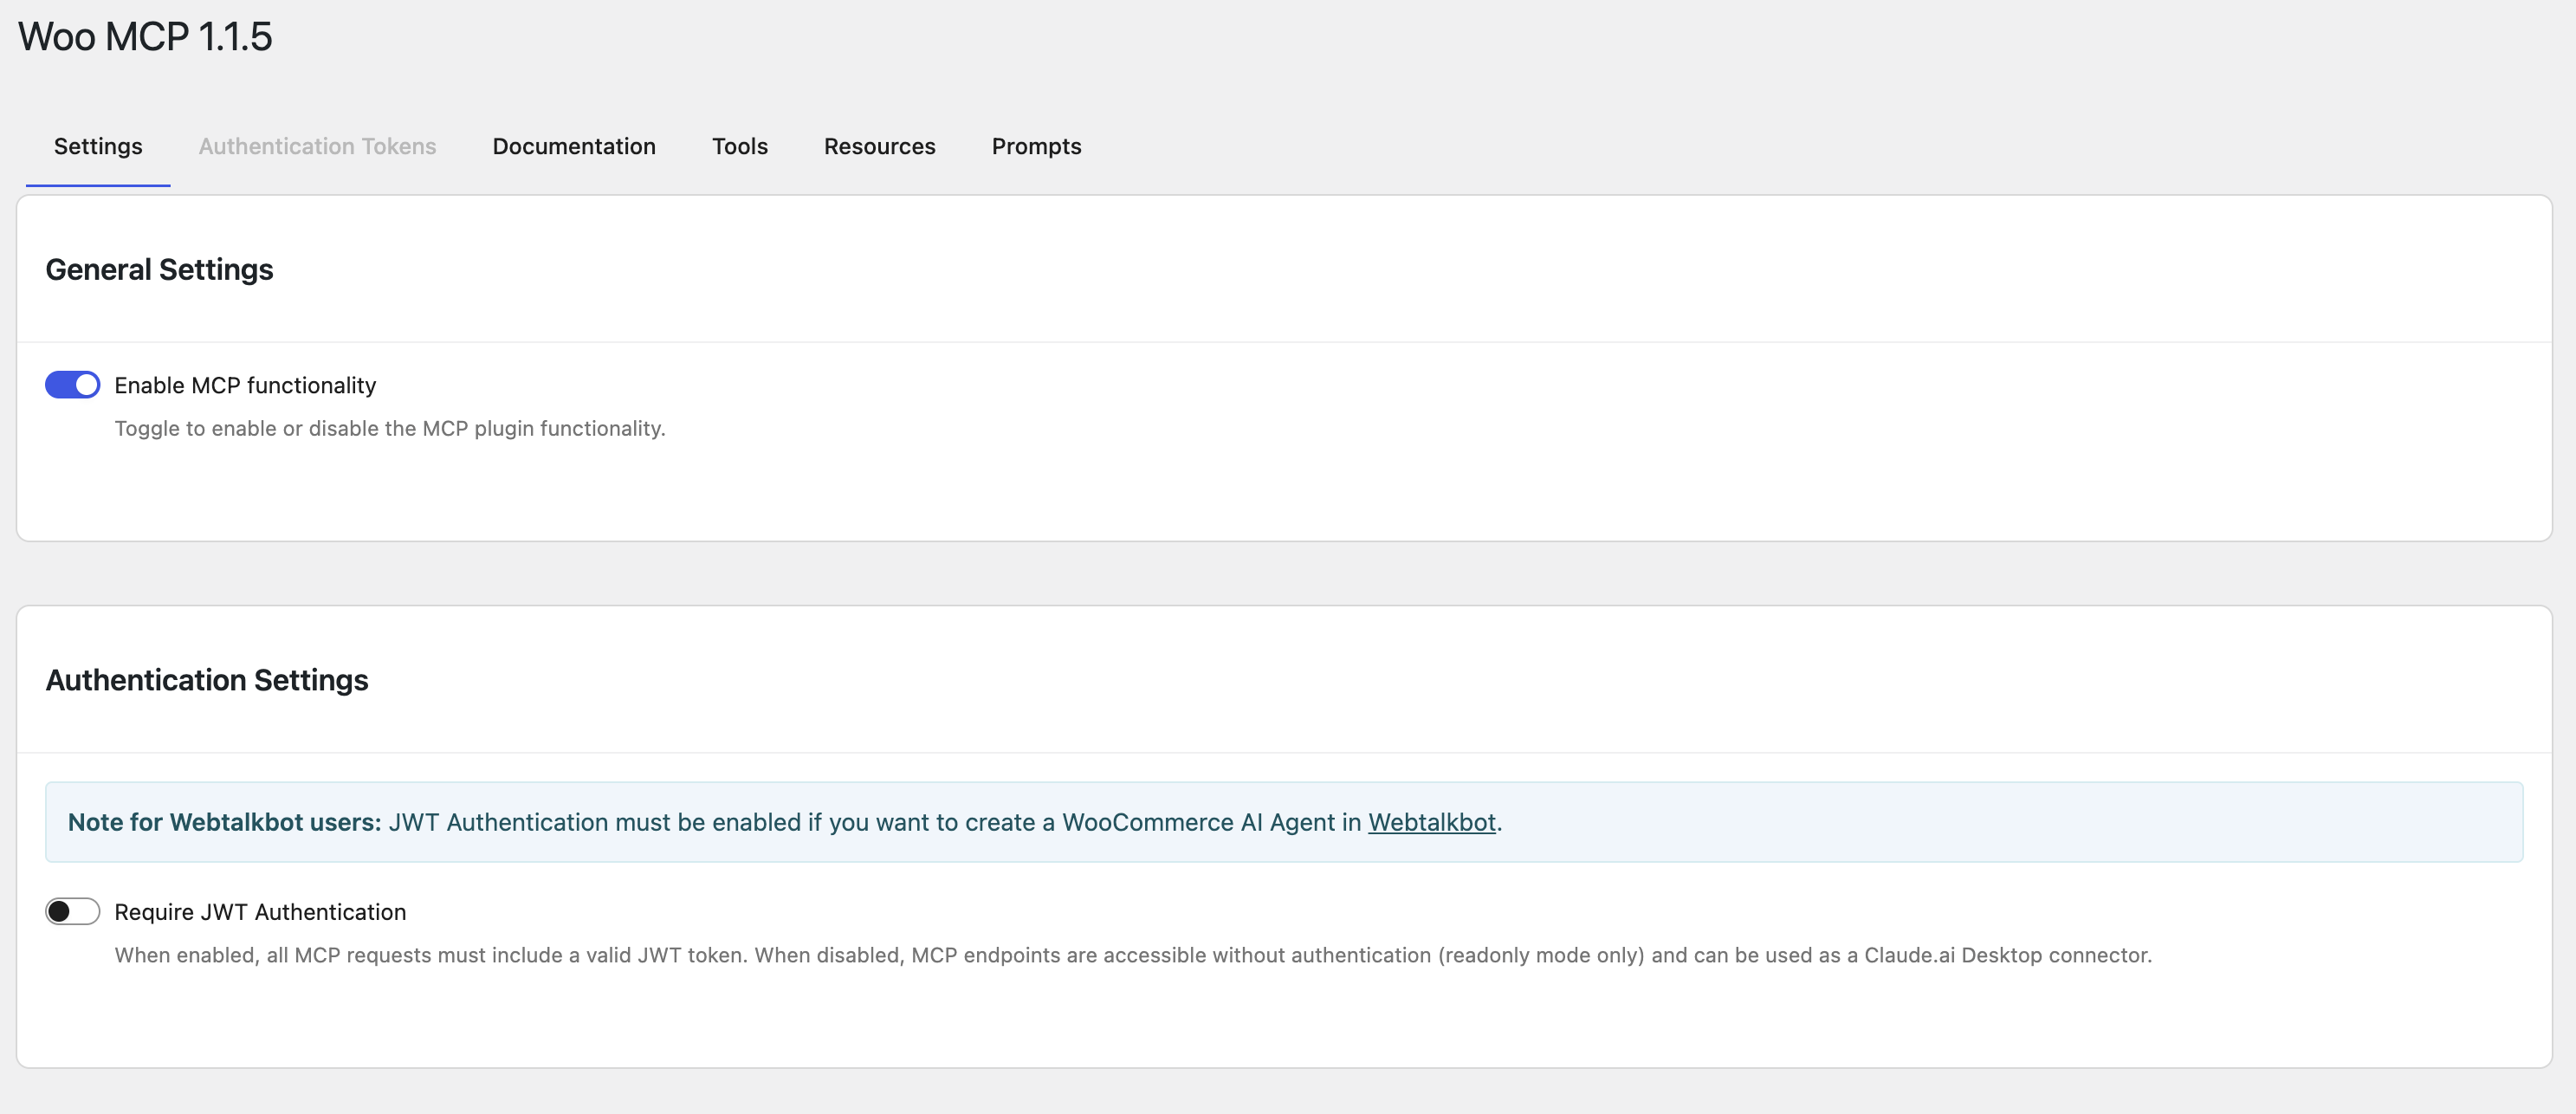 Woo MCP 1.1.5
Settings Authentication Tokens Documentation Tools Resources Prompts
General Settings
Enable MCP functionality
Toggle to enable or disable the MCP plugin functionality.
Authentication Settings
Note for Webtalkbot users: JWT Authentication must be enabled if you want to create a WooCommerce AI Agent in Webtalkbot.
Require JWT Authentication
When enabled, all MCP requests must include a valid JWT token. When disabled, MCP endpoints are accessible without authentication (readonly mode only) and can be used as a Claude.ai Desktop connector.